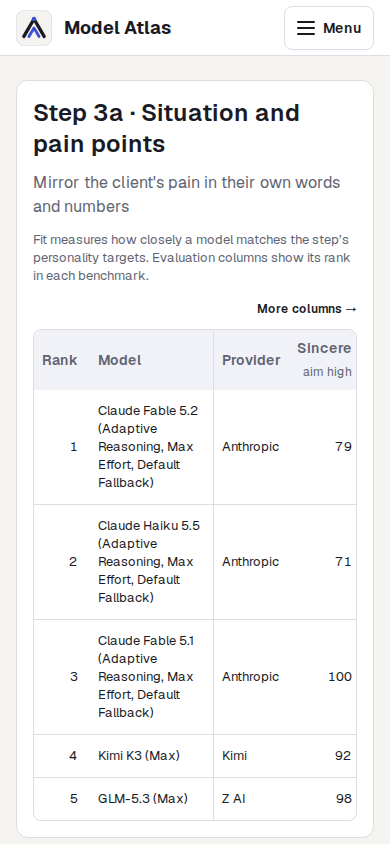 Model Atlas
Menu
Step 3a · Situation and
pain points
Mirror the client's pain in their own words
and numbers
Fit measures how closely a model matches the step's
personality targets. Evaluation columns show its rank
in each benchmark.
More columns →
Rank Model Provider Sincere
aim high
1 Claude Fable 5.2
(Adaptive
Reasoning, Max
Effort, Default
Fallback) Anthropic 79
2 Claude Haiku 5.5
(Adaptive
Reasoning, Max
Effort, Default
Fallback) Anthropic 71
3 Claude Fable 5.1
(Adaptive
Reasoning, Max
Effort, Default
Fallback) Anthropic 100
4 Kimi K3 (Max) Kimi 92
5 GLM-5.3 (Max) Z AI 98